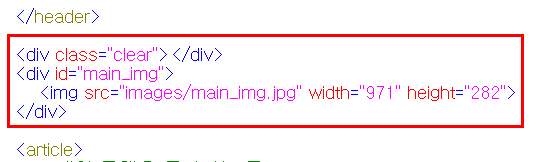 </header>
<div class="clear"></div>
<div id="main_img">
<img src="images/main_img.jpg" width="971" height="282">
</div>
<article>